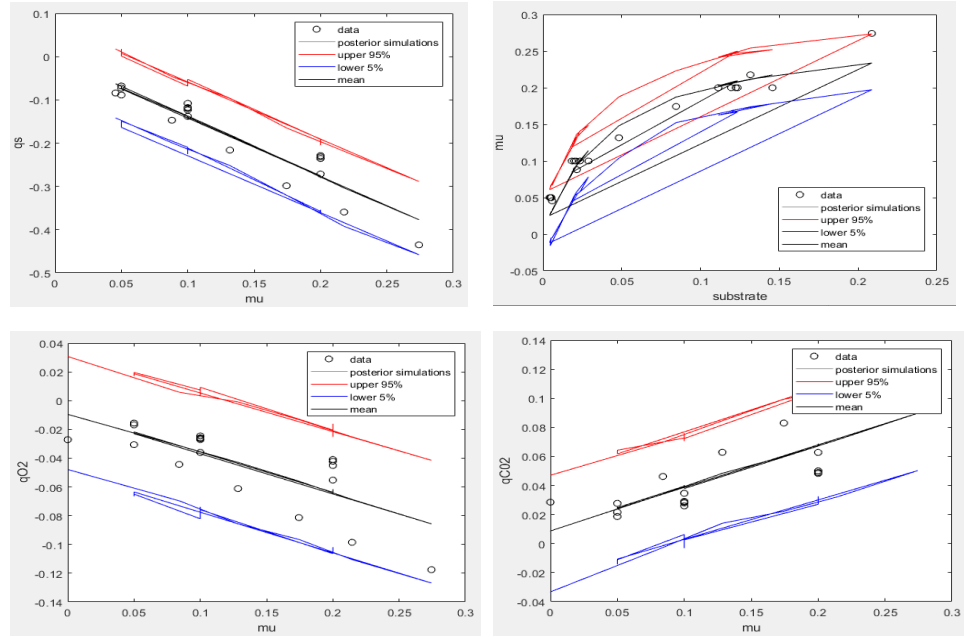 0.1
0
-0.1
-0.2
-0.3
-0.4
-0.5
qs
data
posterior simulations
upper 95%
lower 5%
mean
0 0.05 0.1 0.15 0.2 0.25 0.3
mu
0.3
0.25
0.2
0.15
0.1
0.05
0
-0.05
mu
data
posterior simulations
upper 95%
lower 5%
mean
0 0.05 0.1 0.15 0.2 0.25
substrate
0.04
0.02
0
-0.02
-0.04
-0.06
-0.08
-0.1
-0.12
-0.14
qO2
data
posterior simulations
upper 95%
lower 5%
mean
0 0.05 0.1 0.15 0.2 0.25 0.3
mu
0.12
0.1
0.08
0.06
0.04
0.02
0
-0.02
-0.04
qC02
data
posterior simulations
upper 95%
lower 5%
mean
0 0.05 0.1 0.15 0.2 0.25 0.3
mu